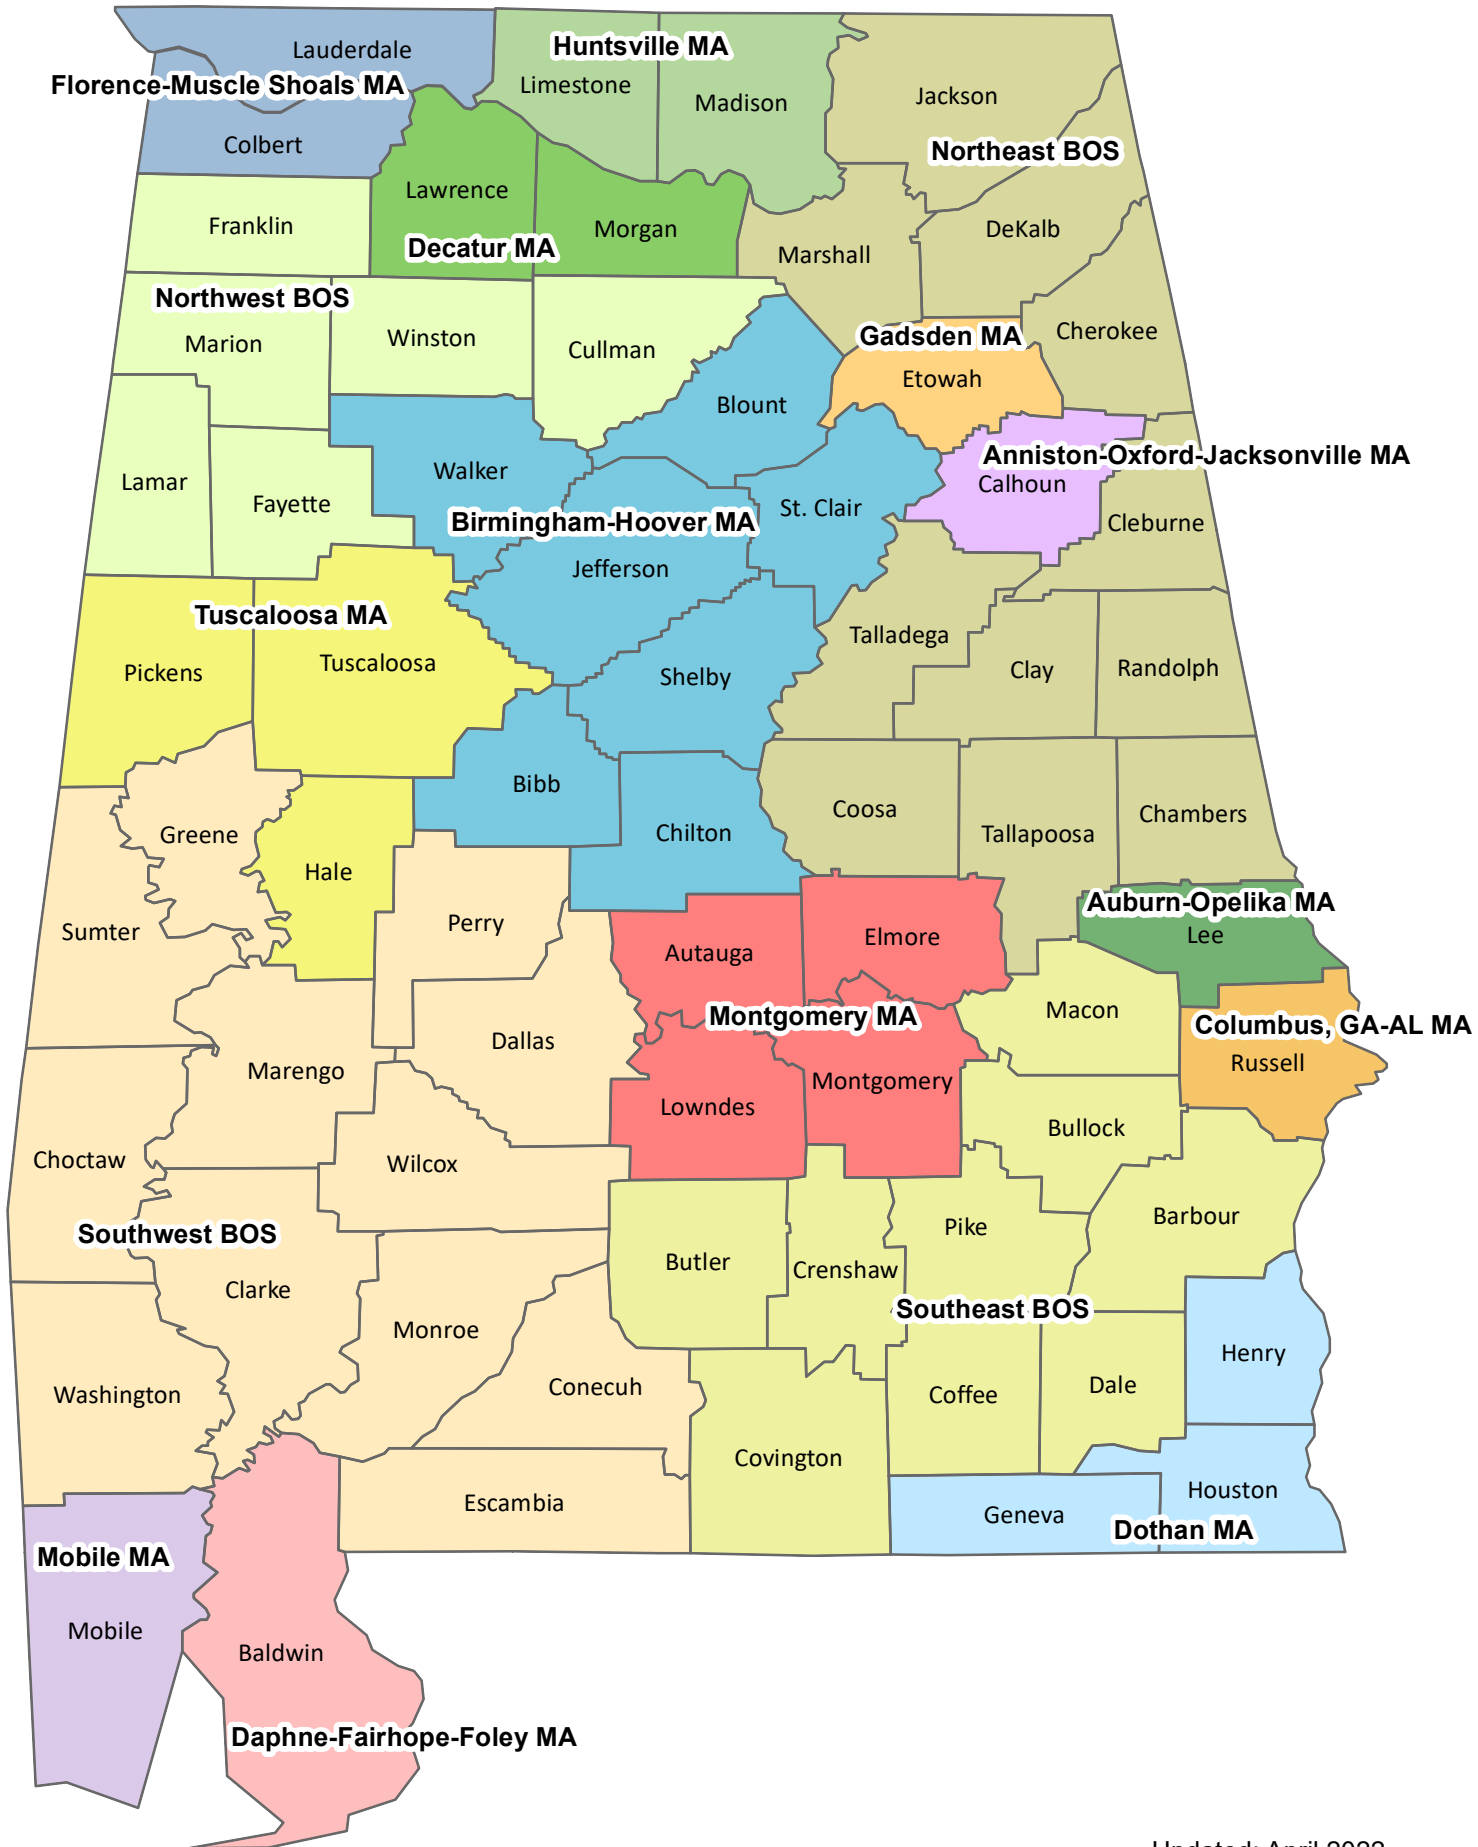 Lauderdale
Huntsville MA
Florence-Muscle Shoals MA
Limestone
Madison
Jackson
Colbert
Northeast BOS
Lawrence
Franklin
Morgan
DeKalb
Decatur MA
Marshall
Northwest BOS
Marion
Winston
Cullman
Gadsden MA
Cherokee
Etowah
Blount
Anniston-Oxford-Jacksonville MA
Walker
Lamar
Calhoun
Fayette
St. Clair
Birmingham-Hoover MA
Cleburne
Jefferson
Tuscaloosa MA
Talladega
Tuscaloosa
Pickens
Shelby
Clay
Randolph
Bibb
Coosa
Chambers
Greene
Chilton
Tallapoosa
Hale
Auburn-Opelika MA
Perry
Sumter
Elmore
Lee
Autauga
Macon
Montgomery MA
Columbus, GA-AL MA
Dallas
Russell
Marengo
Montgomery
Lowndes
Bullock
Choctaw
Wilcox
Barbour
Southwest BOS
Pike
Butler
Crenshaw
Clarke
Southeast BOS
Monroe
Henry
Washington
Conecuh
Coffee
Dale
Covington
Houston
Escambia
Geneva
Dothan MA
Mobile MA
Mobile
Baldwin
Daphne-Fairhope-Foley MA
Updated: April 2022